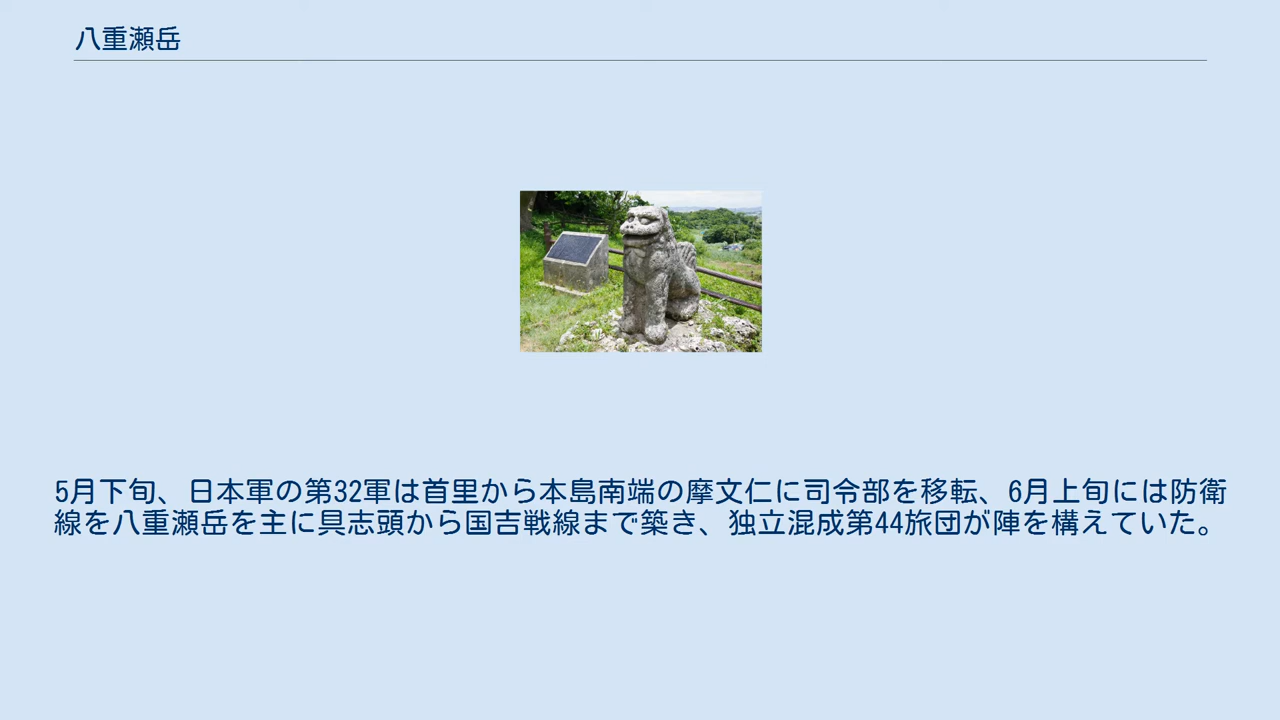 八重瀬岳
5月下旬、日本軍の第32軍は首里から本島南端の摩文仁に司令部を移転、6月上旬には防衛
線を八重瀬岳を主に具志頭から国吉戦線まで築き、独立混成第44旅団が陣を構えていた。